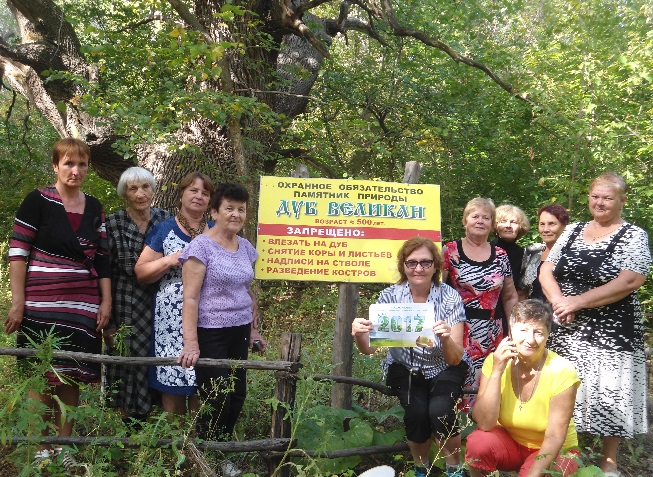 ОХРАННОЕ ОБЯЗАТЕЛЬСТВО
ПАМЯТНИК ПРИРОДЫ
ДУБ ВЕЛИКАН
ВОЗРАСТ ≈ 500 ЛЕТ
ЗАПРЕЩЕНО:
• ВЛЕЗАТЬ НА ДУБ
• СНЯТИЕ КОРЫ И ЛИСТЬЕВ
• НАДПИСИ НА СТВОЛЕ
• РАЗВЕДЕНИЕ КОСТРОВ
2017